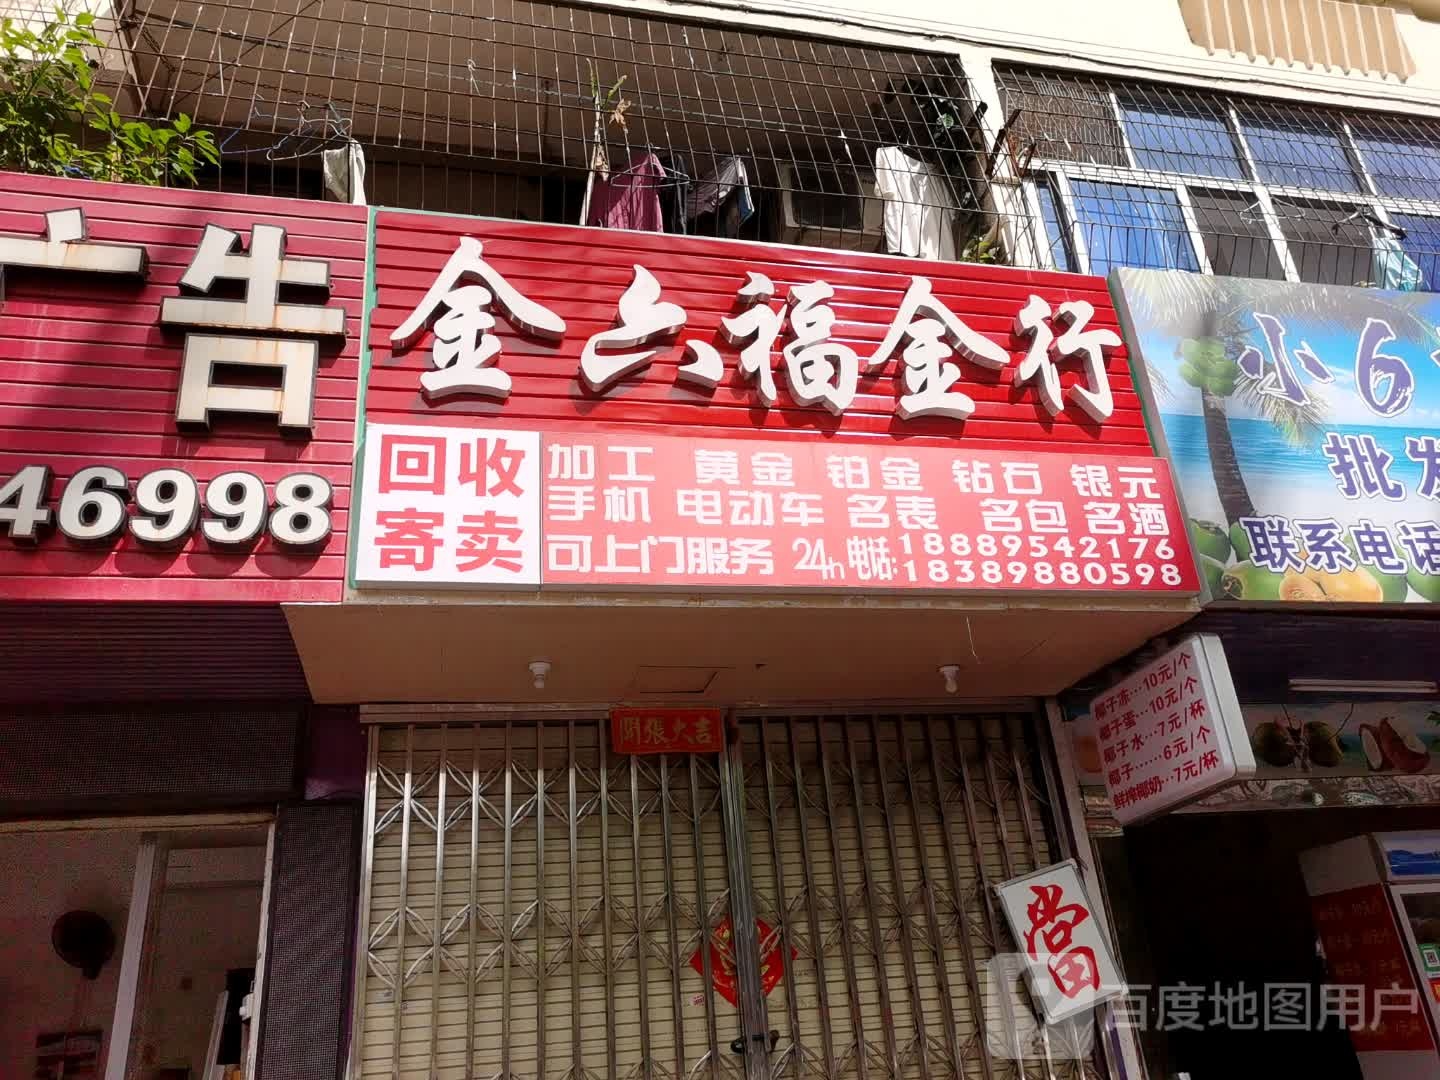 广告
46998
金六福金行
回收
寄卖
加工 黄金 铂金 钻石 银元
手机 电动车 名表 名包 名酒
可上门服务 24h 电话:18889542176
18389880598
小6
批发
联系电话
開張大吉
椰子冻…10元/个
椰子蛋…10元/个
椰子水…7元/杯
椰子……6元/个
鲜榨椰奶…7元/杯
當
百度地图用户